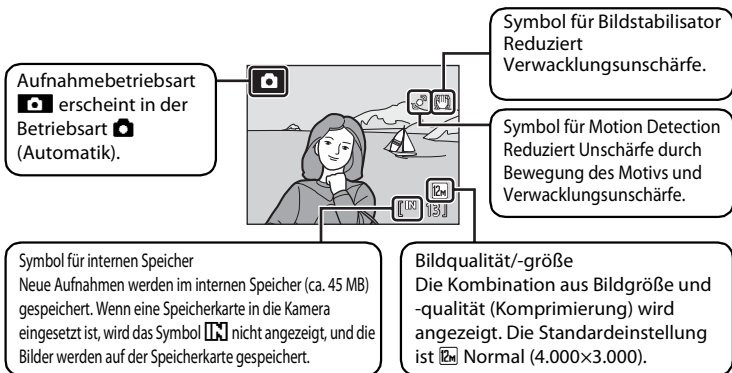 Aufnahmebetriebsart
erscheint in der
Betriebsart
(Automatik).
Symbol für Bildstabilisator
Reduziert
Verwacklungsunschärfe.
Symbol für Motion Detection
Reduziert Unschärfe durch
Bewegung des Motivs und
Verwacklungsunschärfe.
12M
[IN 13]
Symbol für internen Speicher
Neue Aufnahmen werden im internen Speicher (ca. 45 MB)
gespeichert. Wenn eine Speicherkarte in die Kamera
eingesetzt ist, wird das Symbol IN nicht angezeigt, und die
Bilder werden auf der Speicherkarte gespeichert.
Bildqualität/-größe
Die Kombination aus Bildgröße und
-qualität (Komprimierung) wird
angezeigt. Die Standardeinstellung
ist 12M Normal (4.000×3.000).